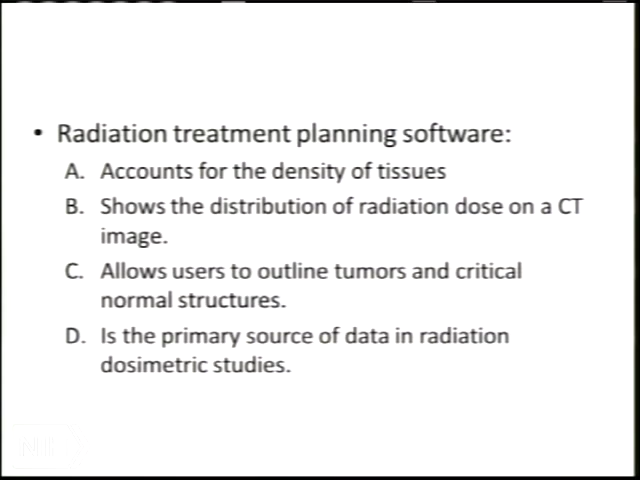 • Radiation treatment planning software:
A. Accounts for the density of tissues
B. Shows the distribution of radiation dose on a CT
image.
C. Allows users to outline tumors and critical
normal structures.
D. Is the primary source of data in radiation
dosimetric studies.